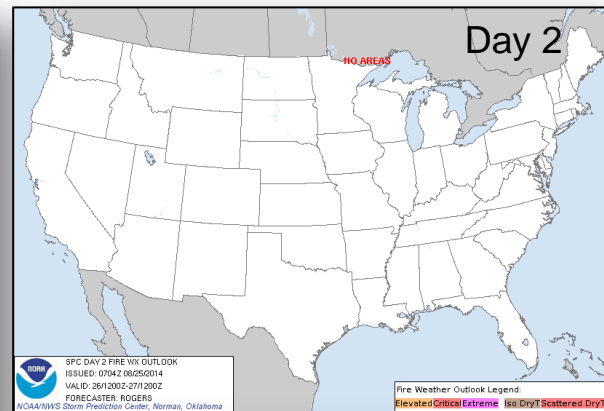 Day 2
NO AREAS
NOAA
SPC DAY 2 FIRE WX OUTLOOK
ISSUED: 0704Z 08/25/2014
VALID: 26/1200Z-27/1200Z
FORECASTER: ROGERS
NOAA/NWS Storm Prediction Center, Norman, Oklahoma
Fire Weather Outlook Legend:
Elevated Critical Extreme Iso DryT Scattered DryT